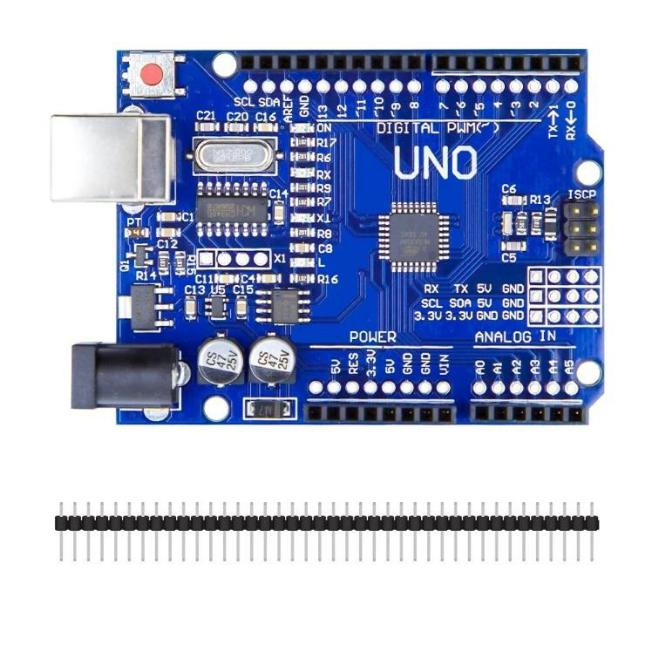 SCL SDA AREF GND 13 12 11 10 9 8 7 6 5 4 3 2 TX→1 RX←0
DIGITAL PWM(~)
UNO
C21 C20 C16
ON
R17
R6
RX
R9
R7
X1
R8
C8
L
R16
C14
PT C1
C12
Q1
R14
R15
X1
C11 C4
C13 U5 C15
C6 R13
ISCP
C5
RX TX 5V GND
SCL SOA 5V GND
3.3V 3.3V GND GND
POWER
ANALOG IN
5V RES 3.3V 5V GND GND VIN A0 A1 A2 A3 A4 A5
CS 47 25V
CS 47 25V
M7